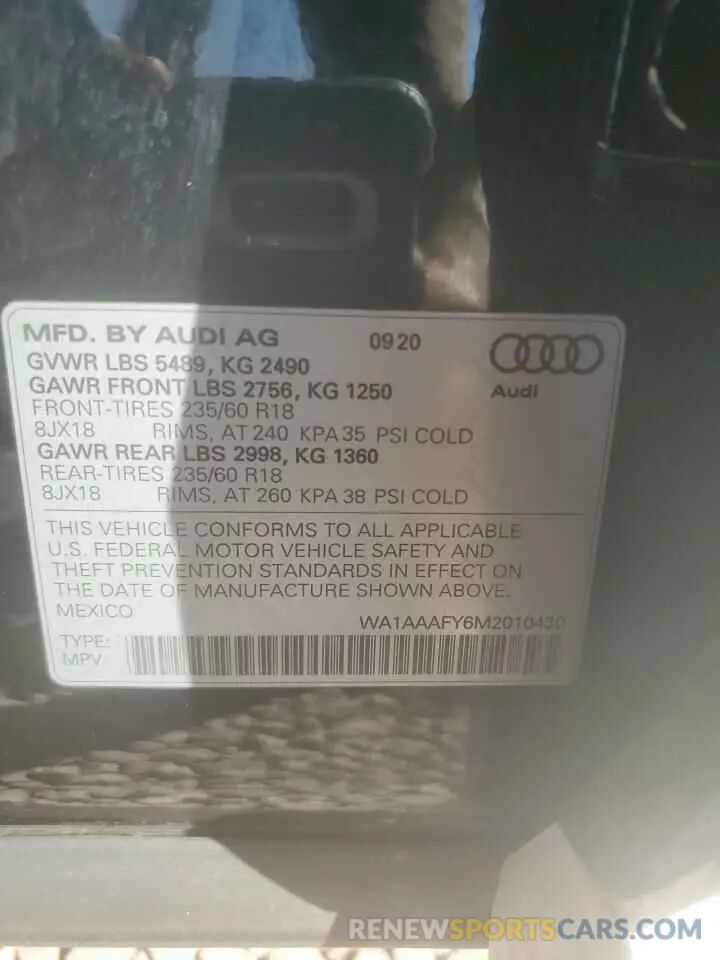 MFD. BY AUDI AG 0920
GVWR LBS 5489, KG 2490
Audi
GAWR FRONT LBS 2756, KG 1250
FRONT-TIRES 235/60 R18
8JX18 RIMS, AT 240 KPA 35 PSI COLD
GAWR REAR LBS 2998, KG 1360
REAR-TIRES 235/60 R18
8JX18 RIMS, AT 260 KPA 38 PSI COLD
THIS VEHICLE CONFORMS TO ALL APPLICABLE
U.S. FEDERAL MOTOR VEHICLE SAFETY AND
THEFT PREVENTION STANDARDS IN EFFECT ON
THE DATE OF MANUFACTURE SHOWN ABOVE.
MEXICO
WA1AAAFY6M2010430
TYPE:
MPV
RENEWSPORTSCARS.COM